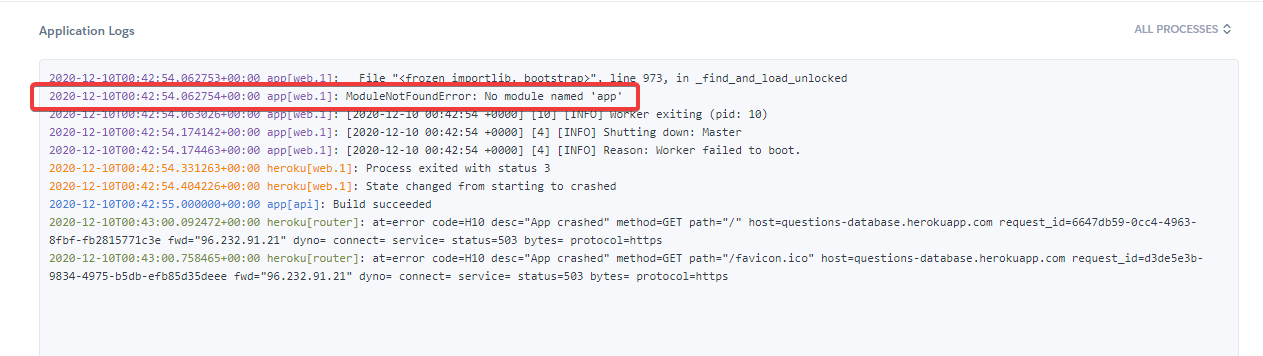 Application Logs
ALL PROCESSES
2020-12-10T00:42:54.062753+00:00 app[web.1]:   File "<frozen importlib._bootstrap>", line 973, in _find_and_load_unlocked
2020-12-10T00:42:54.062754+00:00 app[web.1]: ModuleNotFoundError: No module named 'app'
2020-12-10T00:42:54.063026+00:00 app[web.1]: [2020-12-10 00:42:54 +0000] [10] [INFO] Worker exiting (pid: 10)
2020-12-10T00:42:54.174142+00:00 app[web.1]: [2020-12-10 00:42:54 +0000] [4] [INFO] Shutting down: Master
2020-12-10T00:42:54.174463+00:00 app[web.1]: [2020-12-10 00:42:54 +0000] [4] [INFO] Reason: Worker failed to boot.
2020-12-10T00:42:54.331263+00:00 heroku[web.1]: Process exited with status 3
2020-12-10T00:42:54.404226+00:00 heroku[web.1]: State changed from starting to crashed
2020-12-10T00:42:55.000000+00:00 app[api]: Build succeeded
2020-12-10T00:43:00.092472+00:00 heroku[router]: at=error code=H10 desc="App crashed" method=GET path="/" host=questions-database.herokuapp.com request_id=6647db59-0cc4-4963-
8fbf-fb2815771c3e fwd="96.232.91.21" dyno= connect= service= status=503 bytes= protocol=https
2020-12-10T00:43:00.758465+00:00 heroku[router]: at=error code=H10 desc="App crashed" method=GET path="/favicon.ico" host=questions-database.herokuapp.com request_id=d3de5e3b-
9834-4975-b5db-efb85d35deee fwd="96.232.91.21" dyno= connect= service= status=503 bytes= protocol=https